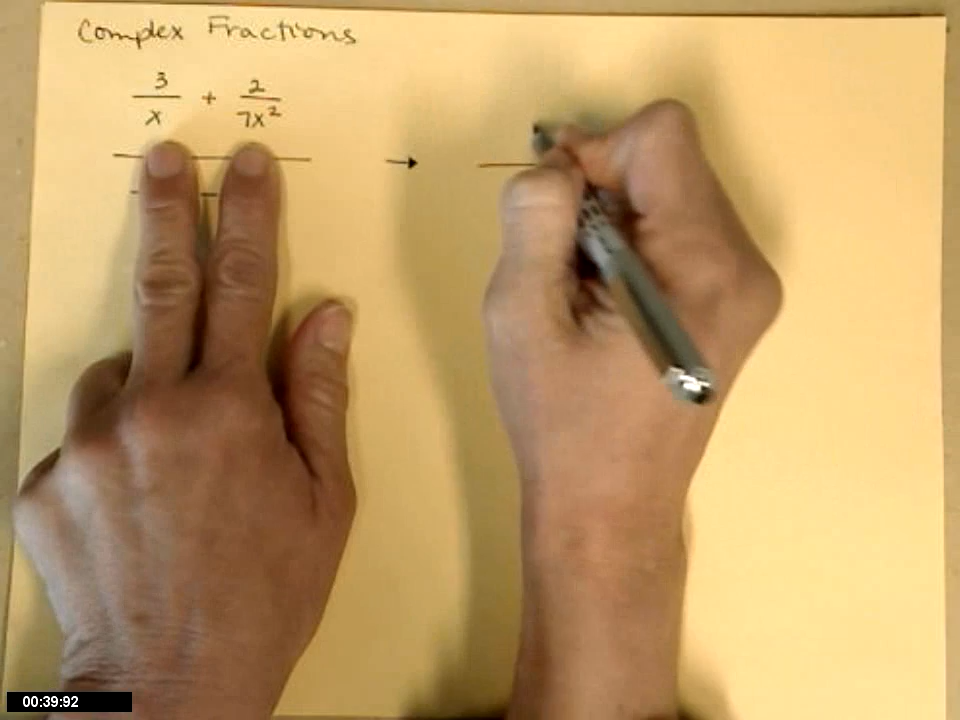 Complex Fractions
3 2
+
x 7x²
→
00:39:92